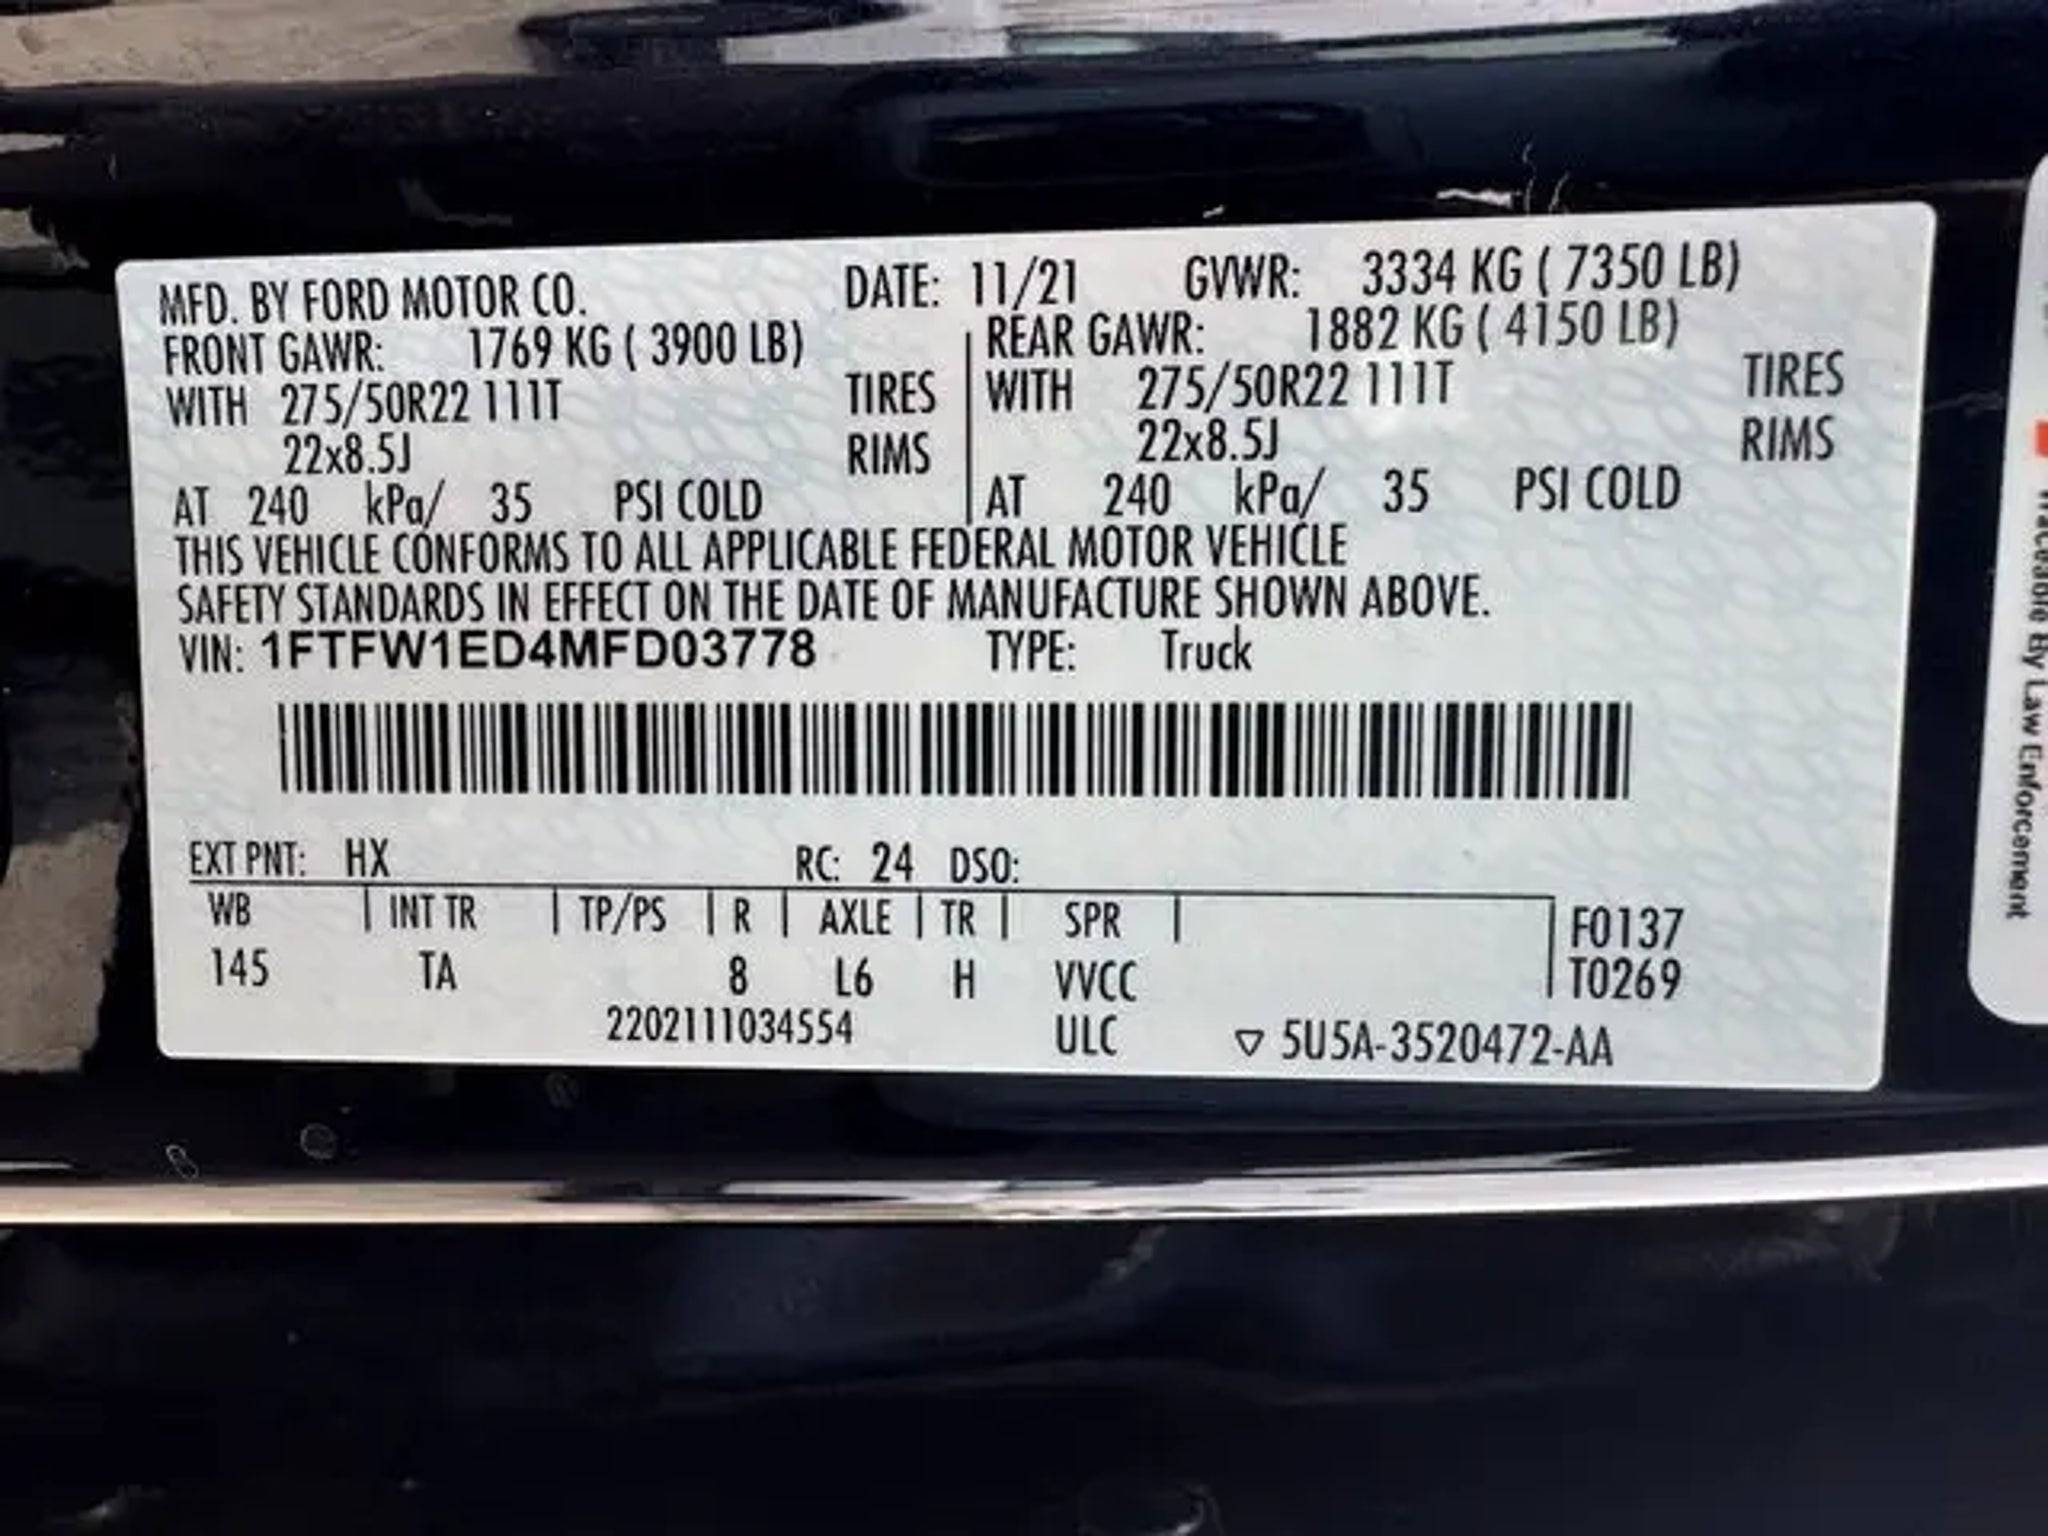 MFD. BY FORD MOTOR CO. DATE: 11/21 GVWR: 3334 KG ( 7350 LB)
FRONT GAWR: 1769 KG ( 3900 LB) REAR GAWR: 1882 KG ( 4150 LB)
WITH 275/50R22 111T TIRES WITH 275/50R22 111T TIRES
22x8.5J RIMS 22x8.5J RIMS
AT 240 kPa/ 35 PSI COLD AT 240 kPa/ 35 PSI COLD
THIS VEHICLE CONFORMS TO ALL APPLICABLE FEDERAL MOTOR VEHICLE
SAFETY STANDARDS IN EFFECT ON THE DATE OF MANUFACTURE SHOWN ABOVE.
VIN: 1FTFW1ED4MFD03778 TYPE: Truck
EXT PNT: HX RC: 24 DSO:
WB INT TR TP/PS R AXLE TR SPR F0137
145 TA 8 L6 H VVCC T0269
2202111034554 ULC ▽ 5U5A-3520472-AA
By Law Enforcement